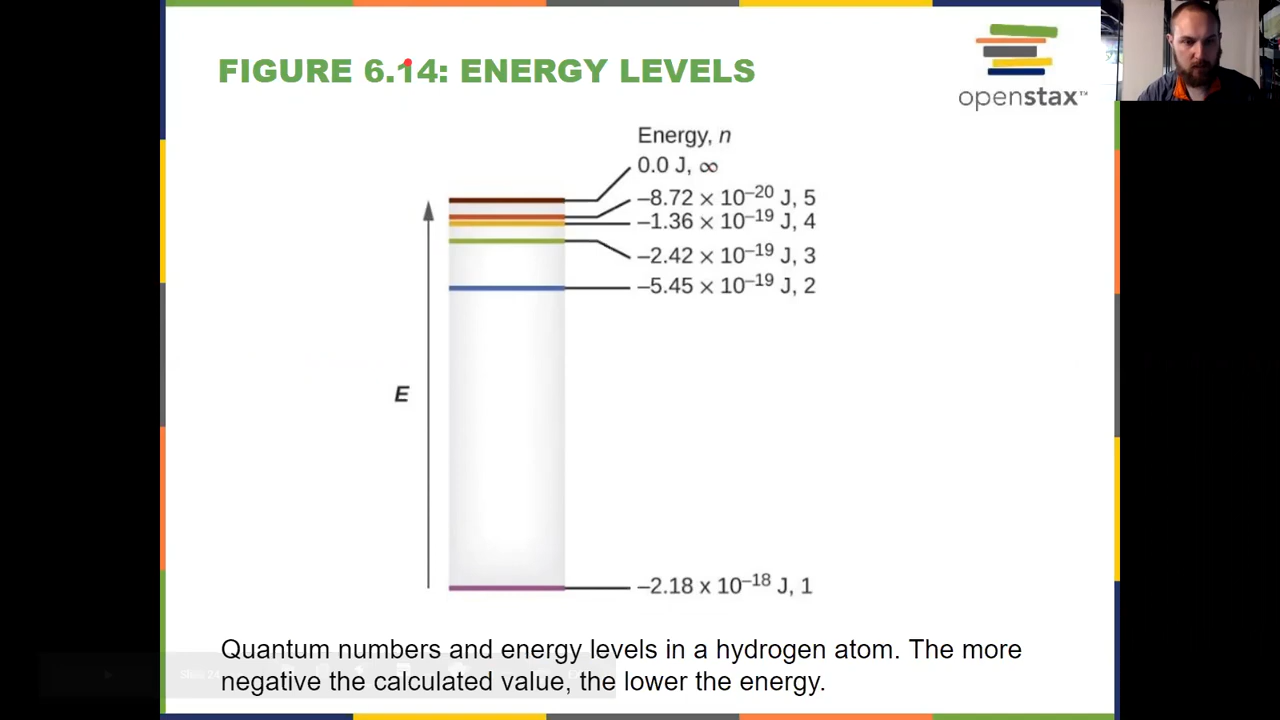 FIGURE 6.14: ENERGY LEVELS
openstax™
Energy, n
0.0 J, ∞
–8.72 × 10⁻²⁰ J, 5
–1.36 × 10⁻¹⁹ J, 4
–2.42 × 10⁻¹⁹ J, 3
–5.45 × 10⁻¹⁹ J, 2
E
–2.18 x 10⁻¹⁸ J, 1
Quantum numbers and energy levels in a hydrogen atom. The more
negative the calculated value, the lower the energy.